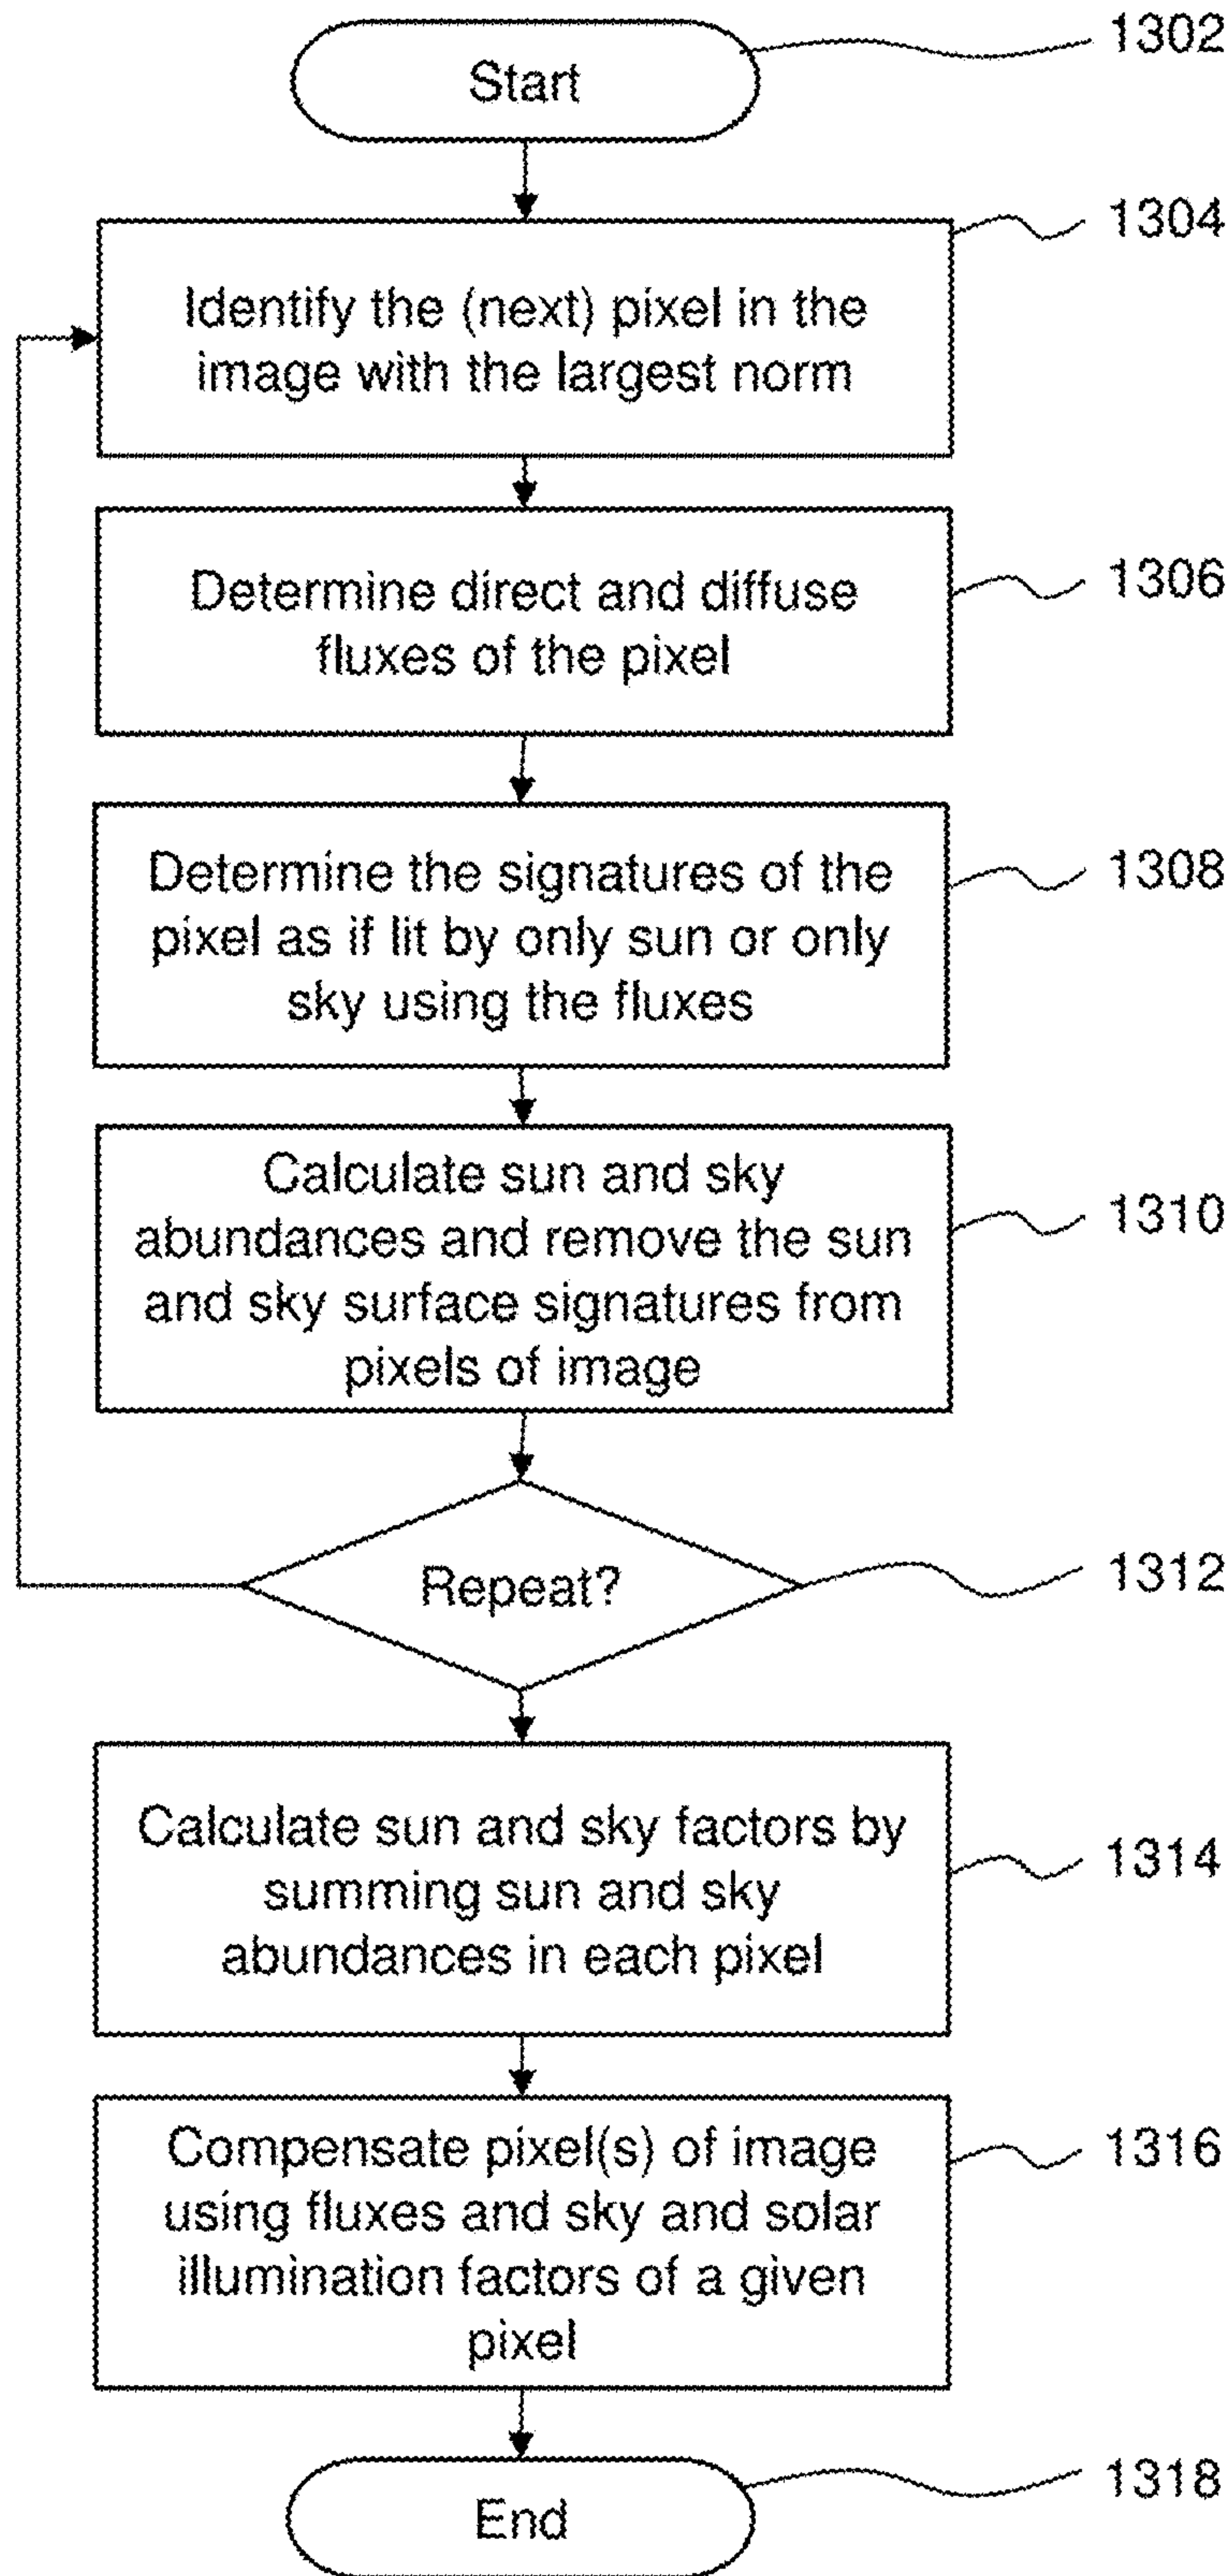 Start
1302
Identify the (next) pixel in the
image with the largest norm
1304
Determine direct and diffuse
fluxes of the pixel
1306
Determine the signatures of the
pixel as if lit by only sun or only
sky using the fluxes
1308
Calculate sun and sky
abundances and remove the sun
and sky surface signatures from
pixels of image
1310
Repeat?
1312
Calculate sun and sky factors by
summing sun and sky
abundances in each pixel
1314
Compensate pixel(s) of image
using fluxes and sky and solar
illumination factors of a given
pixel
1316
End
1318